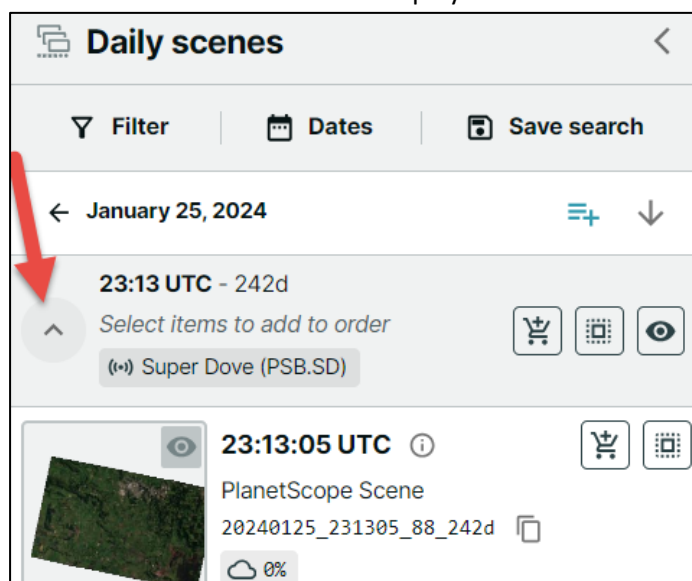 Daily scenes
Filter Dates Save search
January 25, 2024
23:13 UTC - 242d
Select items to add to order
Super Dove (PSB.SD)
23:13:05 UTC
PlanetScope Scene
20240125_231305_88_242d
0%